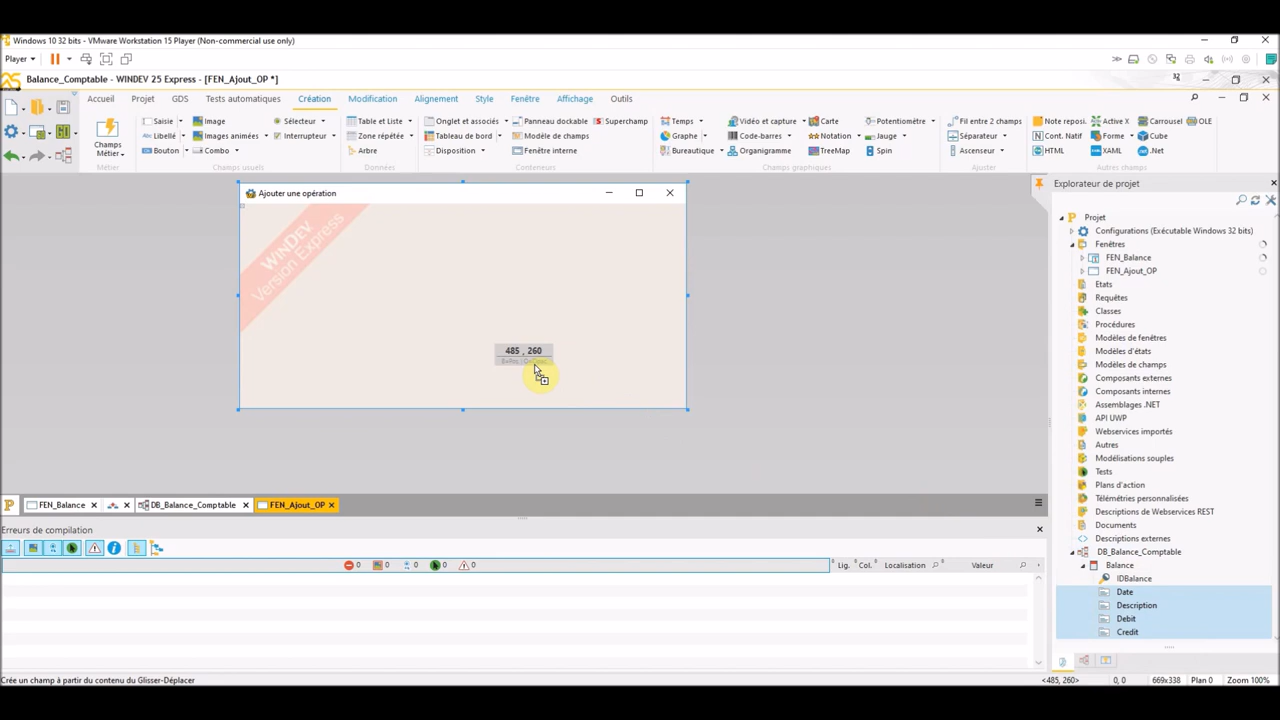 Windows 10 32 bits - VMware Workstation 15 Player (Non-commercial use only)
Player
Balance_Comptable - WINDEV 25 Express - [FEN_Ajout_OP *]
32
Accueil Projet GDS Tests automatiques Création Modification Alignement Style Fenêtre Affichage Outils
Saisie Image Sélecteur Table et Liste Onglet et associés Panneau dockable Superchamp Temps Vidéo et capture Carte Potentiomètre Fil entre 2 champs Note reposi. Active X Carrousel OLE
Libellé Images animées Interrupteur Zone répétée Tableau de bord Modèle de champs Graphe Code-barres Notation Jauge Séparateur Cont. Natif Forme Cube
Champs
Métier
Bouton Combo Arbre Disposition Fenêtre interne Bureautique Organigramme TreeMap Spin Ascenseur HTML XAML .Net
Métier Champs usuels Données Conteneurs Champs graphiques Ajuster Autres champs
Ajouter une opération
WINDEV
Version Express
485 , 260
Explorateur de projet
Projet
Configurations (Exécutable Windows 32 bits)
Fenêtres
FEN_Balance
FEN_Ajout_OP
Etats
Requêtes
Classes
Procédures
Modèles de fenêtres
Modèles d'états
Modèles de champs
Composants externes
Composants internes
Assemblages .NET
API UWP
Webservices importés
Autres
Modélisations souples
Tests
Plans d'action
Télémétries personnalisées
Descriptions de Webservices REST
Documents
Descriptions externes
DB_Balance_Comptable
Balance
IDBalance
Date
Description
Debit
Credit
FEN_Balance DB_Balance_Comptable FEN_Ajout_OP
Erreurs de compilation
0 0 0 0 0 Lig. Col. Localisation Valeur
Crée un champ à partir du contenu du Glisser-Déplacer <485, 260> 0, 0 669x338 Plan 0 Zoom 100%